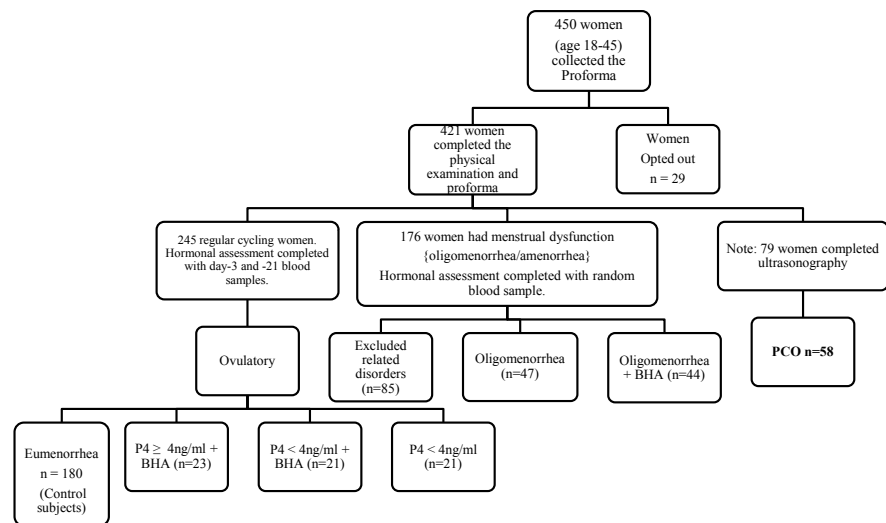 450 women
(age 18-45)
collected the
Proforma
421 women
completed the
physical
examination and
proforma
Women
Opted out
n = 29
245 regular cycling women.
Hormonal assessment completed
with day-3 and -21 blood
samples.
176 women had menstrual dysfunction
{oligomenorrhea/amenorrhea}
Hormonal assessment completed with random
blood sample.
Note: 79 women completed
ultrasonography
Ovulatory
Excluded
related
disorders
(n=85)
Oligomenorrhea
(n=47)
Oligomenorrhea
+ BHA (n=44)
PCO n=58
Eumenorrhea
n = 180
(Control
subjects)
P4 ≥ 4ng/ml +
BHA (n=23)
P4 < 4ng/ml +
BHA (n=21)
P4 < 4ng/ml
(n=21)